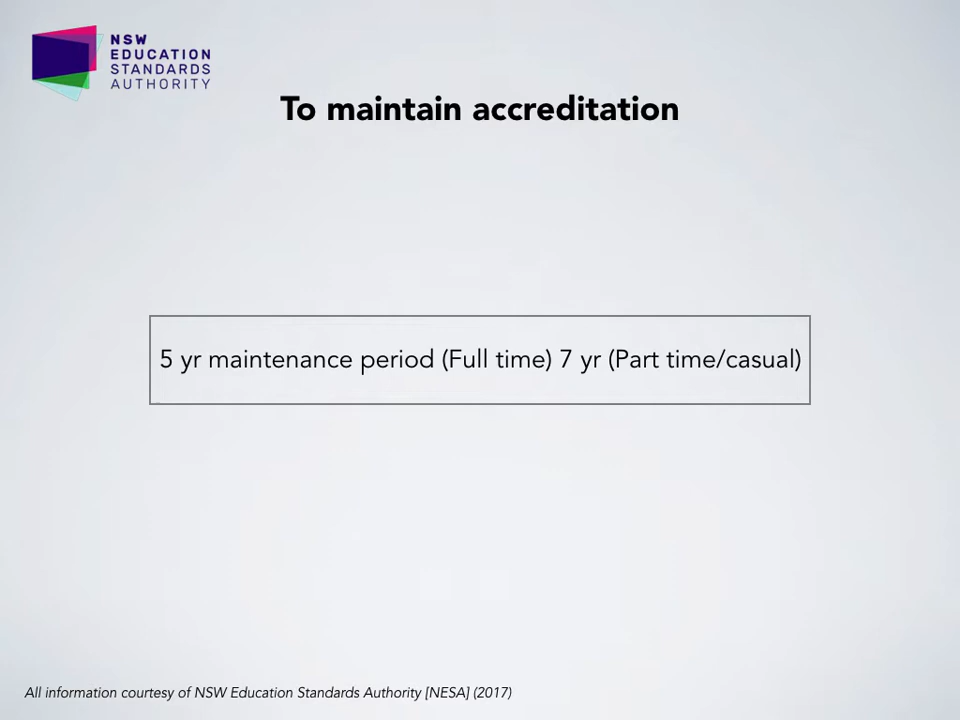 NSW
EDUCATION
STANDARDS
AUTHORITY
To maintain accreditation
5 yr maintenance period (Full time) 7 yr (Part time/casual)
All information courtesy of NSW Education Standards Authority [NESA] (2017)